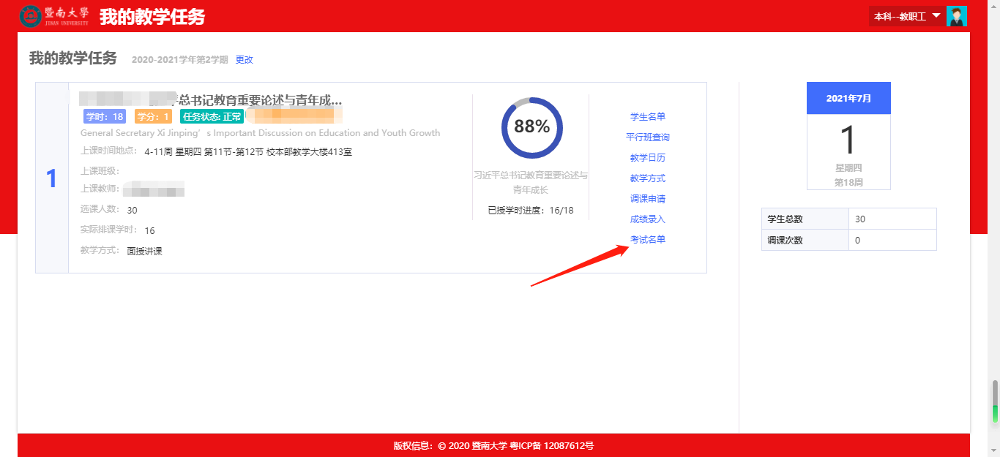 暨南大學
JINAN UNIVERSITY
我的教学任务
本科--教职工
我的教学任务 2020-2021学年第2学期 更改
1
总书记教育重要论述与青年成...
学时：18 学分：1 任务状态: 正常
General Secretary Xi Jinping’s Important Discussion on Education and Youth Growth
上课时间地点： 4-11周 星期四 第11节-第12节 校本部教学大楼413室
上课班级：
上课教师：
选课人数： 30
实际排课学时： 16
教学方式： 面授讲课
88%
习近平总书记教育重要论述与
青年成长
已授学时进度：16/18
学生名单
平行班查询
教学日历
教学方式
调课申请
成绩录入
考试名单
2021年7月
1
星期四
第18周
学生总数 30
调课次数 0
版权信息：© 2020 暨南大学 粤ICP备 12087612号